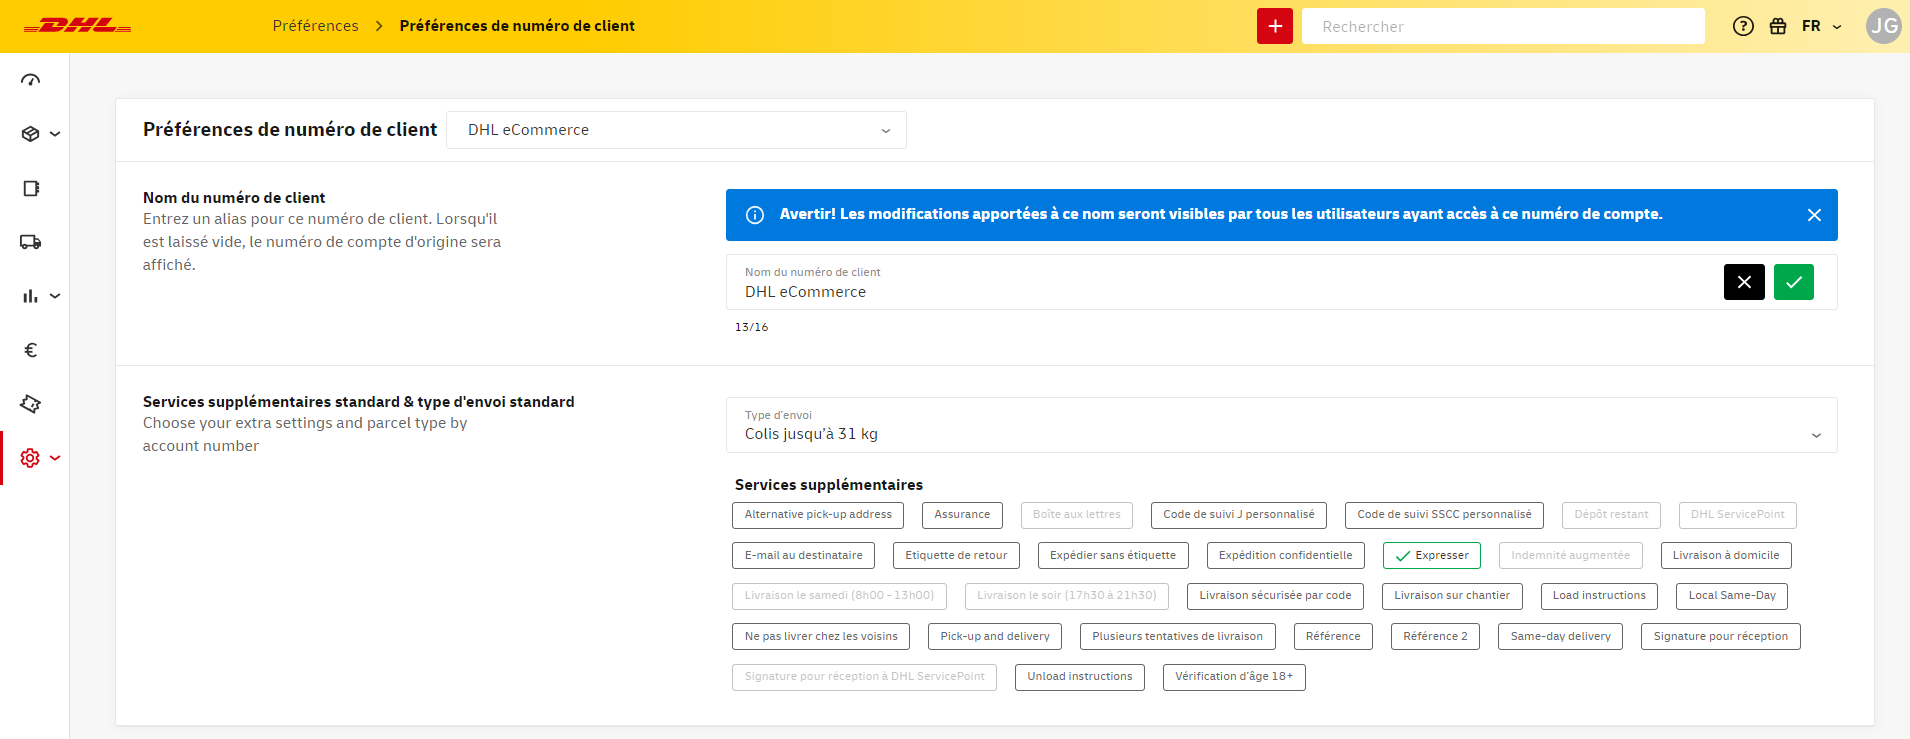 DHL
Préférences > Préférences de numéro de client
+ Rechercher
FR
JG
Préférences de numéro de client
DHL eCommerce
Nom du numéro de client
Entrez un alias pour ce numéro de client. Lorsqu'il
est laissé vide, le numéro de compte d'origine sera
affiché.
Avertir! Les modifications apportées à ce nom seront visibles par tous les utilisateurs ayant accès à ce numéro de compte.
Nom du numéro de client
DHL eCommerce
13/16
Services supplémentaires standard & type d'envoi standard
Choose your extra settings and parcel type by
account number
Type d'envoi
Colis jusqu’à 31 kg
Services supplémentaires
Alternative pick-up address Assurance Boîte aux lettres Code de suivi J personnalisé Code de suivi SSCC personnalisé Dépôt restant DHL ServicePoint
E-mail au destinataire Etiquette de retour Expédier sans étiquette Expédition confidentielle Expresser Indemnité augmentée Livraison à domicile
Livraison le samedi (8h00 - 13h00) Livraison le soir (17h30 à 21h30) Livraison sécurisée par code Livraison sur chantier Load instructions Local Same-Day
Ne pas livrer chez les voisins Pick-up and delivery Plusieurs tentatives de livraison Référence Référence 2 Same-day delivery Signature pour réception
Signature pour réception à DHL ServicePoint Unload instructions Vérification d’âge 18+